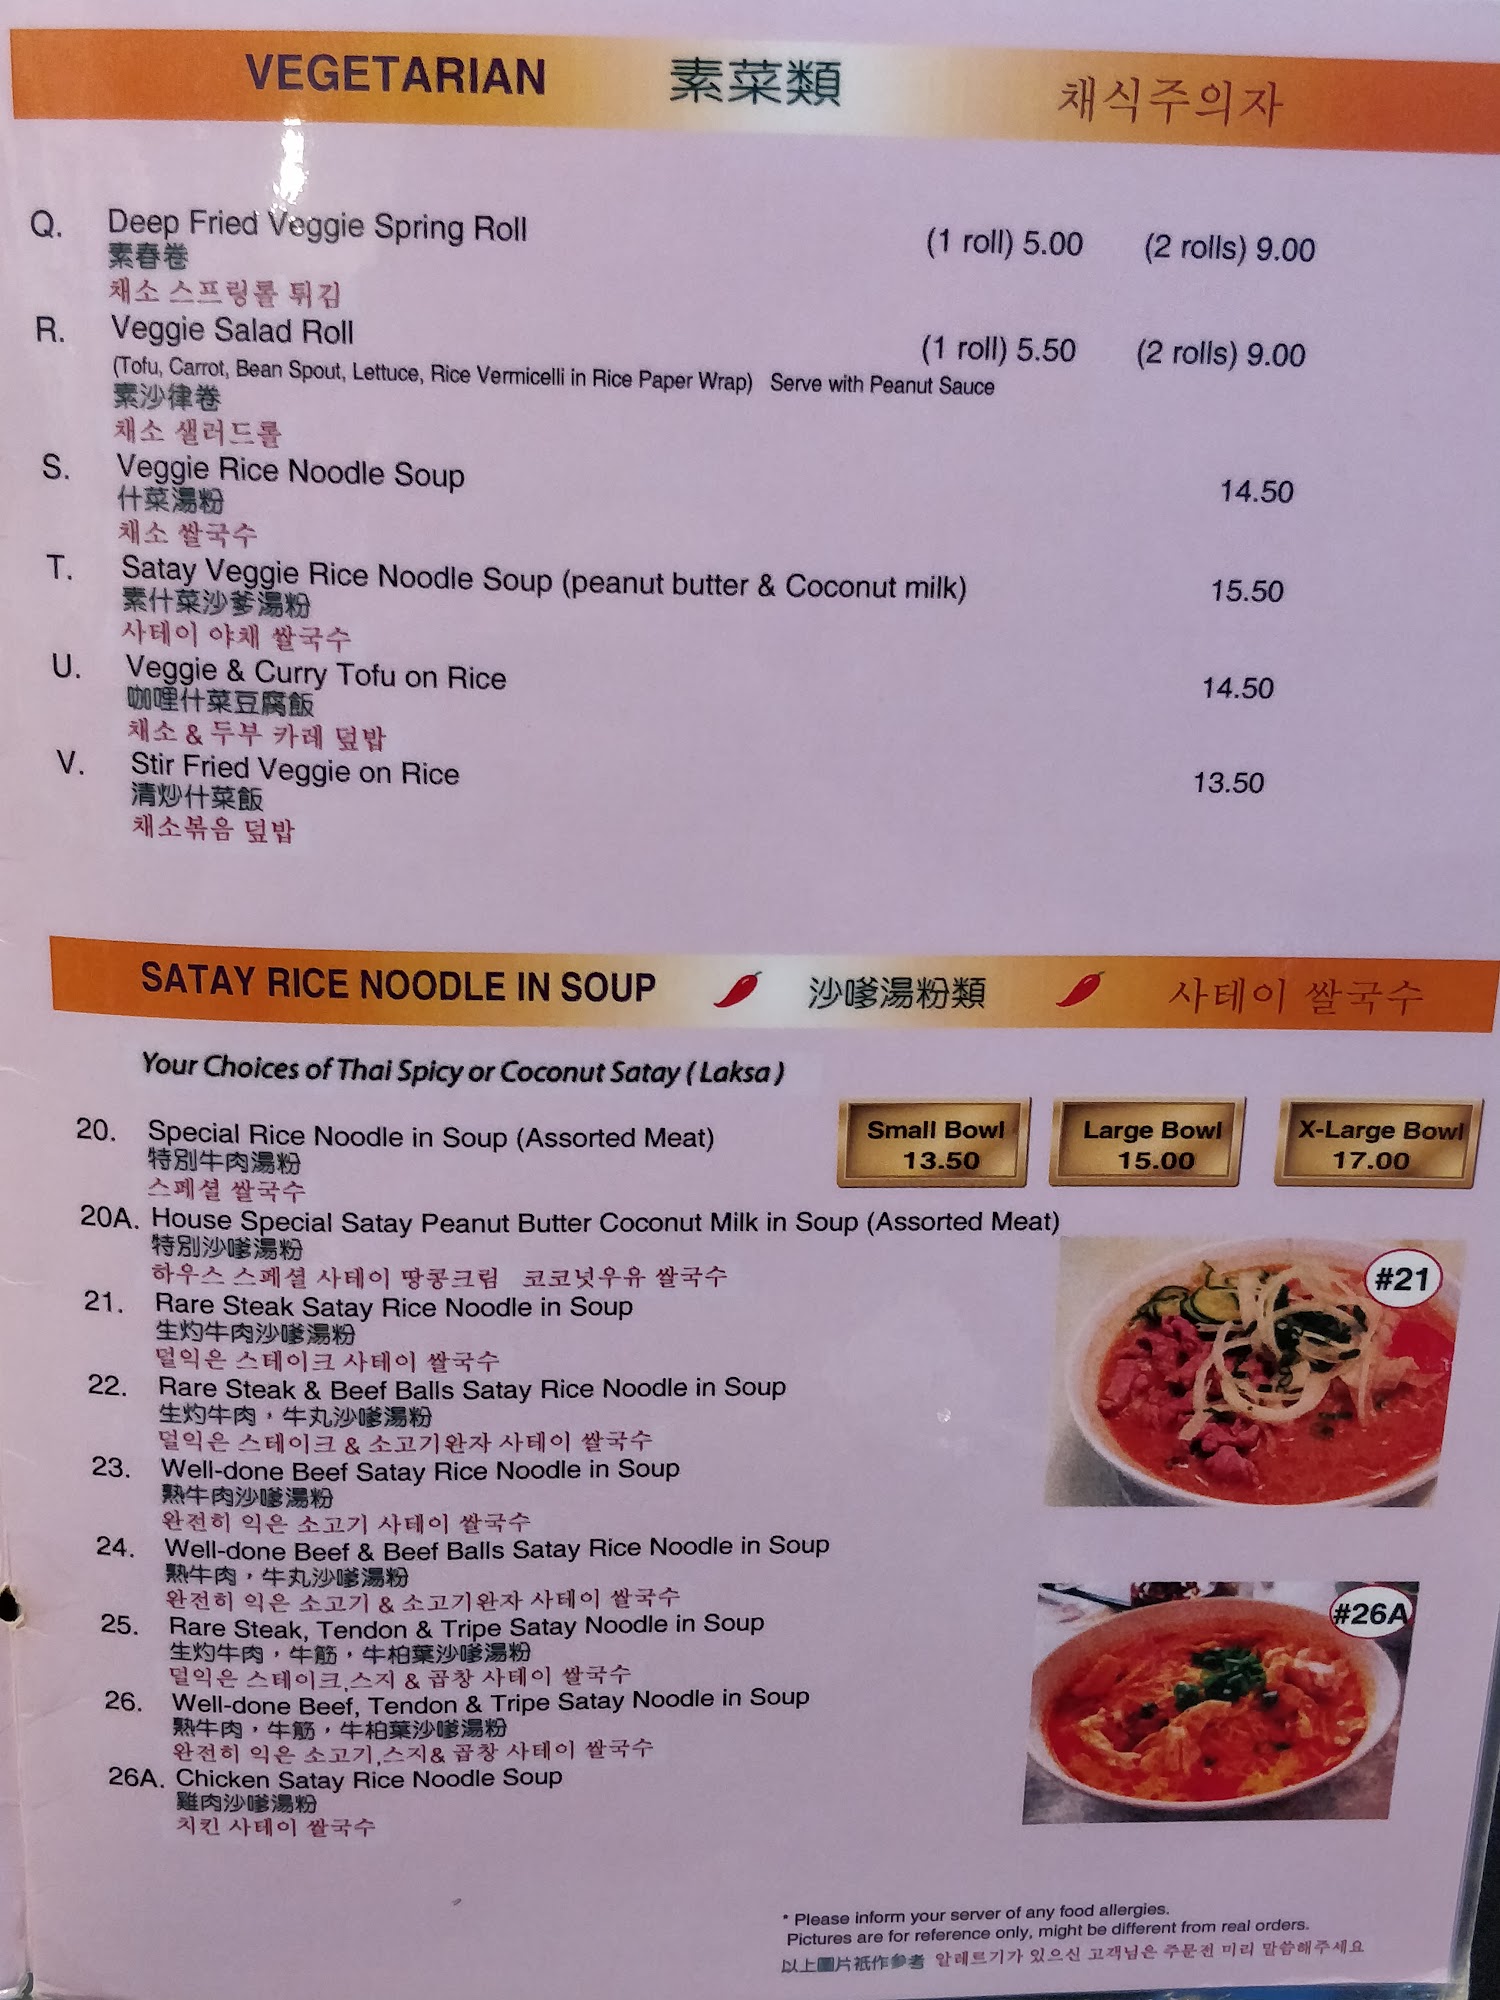 VEGETARIAN 素菜類 채식주의자
Q. Deep Fried Veggie Spring Roll (1 roll) 5.00 (2 rolls) 9.00
素春卷
채소 스프링롤 튀김
R. Veggie Salad Roll (1 roll) 5.50 (2 rolls) 9.00
(Tofu, Carrot, Bean Spout, Lettuce, Rice Vermicelli in Rice Paper Wrap) Serve with Peanut Sauce
素沙律卷
채소 샐러드롤
S. Veggie Rice Noodle Soup 14.50
什菜湯粉
채소 쌀국수
T. Satay Veggie Rice Noodle Soup (peanut butter & Coconut milk) 15.50
素什菜沙爹湯粉
사테이 야채 쌀국수
U. Veggie & Curry Tofu on Rice 14.50
咖哩什菜豆腐飯
채소 & 두부 카레 덮밥
V. Stir Fried Veggie on Rice 13.50
清炒什菜飯
채소볶음 덮밥
SATAY RICE NOODLE IN SOUP 沙嗲湯粉類 사테이 쌀국수
Your Choices of Thai Spicy or Coconut Satay ( Laksa )
Small Bowl 13.50
Large Bowl 15.00
X-Large Bowl 17.00
20. Special Rice Noodle in Soup (Assorted Meat)
特別牛肉湯粉
스페셜 쌀국수
20A. House Special Satay Peanut Butter Coconut Milk in Soup (Assorted Meat)
特別沙嗲湯粉
하우스 스페셜 사테이 땅콩크림 코코넛우유 쌀국수
21. Rare Steak Satay Rice Noodle in Soup
生灼牛肉沙嗲湯粉
덜익은 스테이크 사테이 쌀국수
#21
22. Rare Steak & Beef Balls Satay Rice Noodle in Soup
生灼牛肉，牛丸沙嗲湯粉
덜익은 스테이크 & 소고기완자 사테이 쌀국수
23. Well-done Beef Satay Rice Noodle in Soup
熟牛肉沙嗲湯粉
완전히 익은 소고기 사테이 쌀국수
24. Well-done Beef & Beef Balls Satay Rice Noodle in Soup
熟牛肉，牛丸沙嗲湯粉
완전히 익은 소고기 & 소고기완자 사테이 쌀국수
25. Rare Steak, Tendon & Tripe Satay Noodle in Soup
生灼牛肉，牛筋，牛柏葉沙嗲湯粉
덜익은 스테이크,스지 & 곱창 사테이 쌀국수
#26A
26. Well-done Beef, Tendon & Tripe Satay Noodle in Soup
熟牛肉，牛筋，牛柏葉沙嗲湯粉
완전히 익은 소고기,스지& 곱창 사테이 쌀국수
26A. Chicken Satay Rice Noodle Soup
雞肉沙嗲湯粉
치킨 사테이 쌀국수
* Please inform your server of any food allergies.
Pictures are for reference only, might be different from real orders.
以上圖片祇作參考 알레르기가 있으신 고객님은 주문전 미리 말씀해주세요